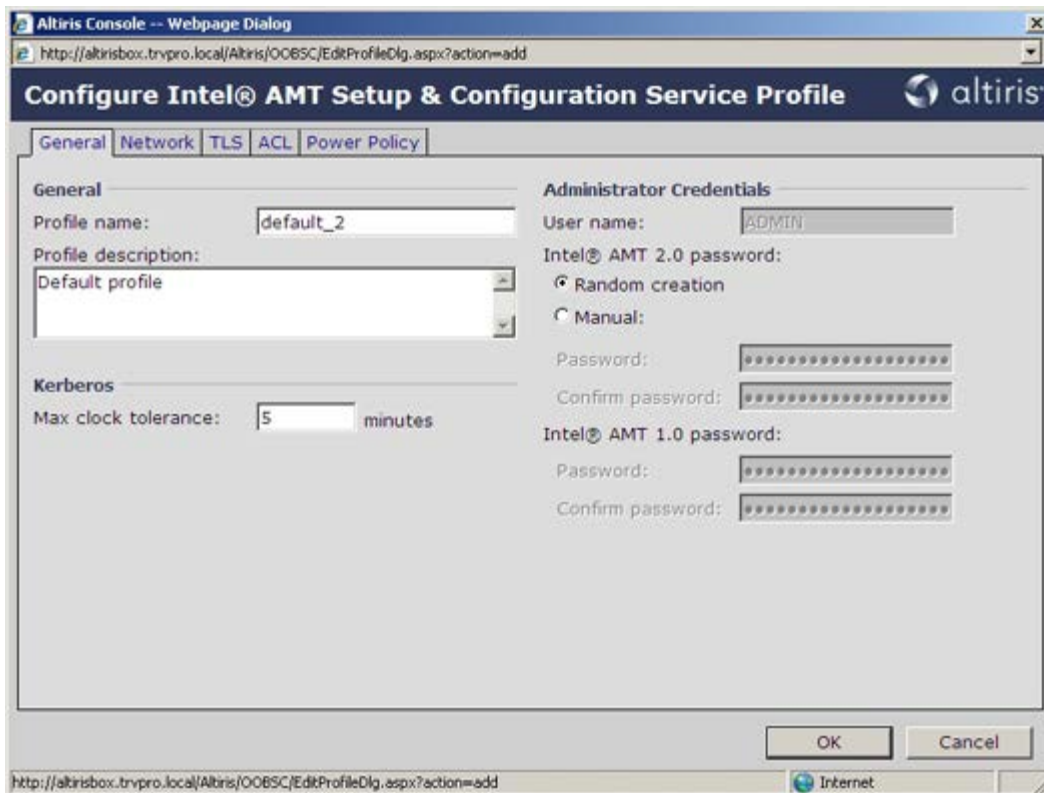 Altiris Console -- Webpage Dialog
http://altirisbox.trvpro.local/Altiris/OOBSC/EditProfileDlg.aspx?action=add
Configure Intel® AMT Setup & Configuration Service Profile
altiris
General Network TLS ACL Power Policy
General
Profile name: default_2
Profile description:
Default profile
Kerberos
Max clock tolerance: 5 minutes
Administrator Credentials
User name: ADMIN
Intel® AMT 2.0 password:
Random creation
Manual:
Password:
Confirm password:
Intel® AMT 1.0 password:
Password:
Confirm password:
OK Cancel
http://altirisbox.trvpro.local/Altiris/OOBSC/EditProfileDlg.aspx?action=add Internet